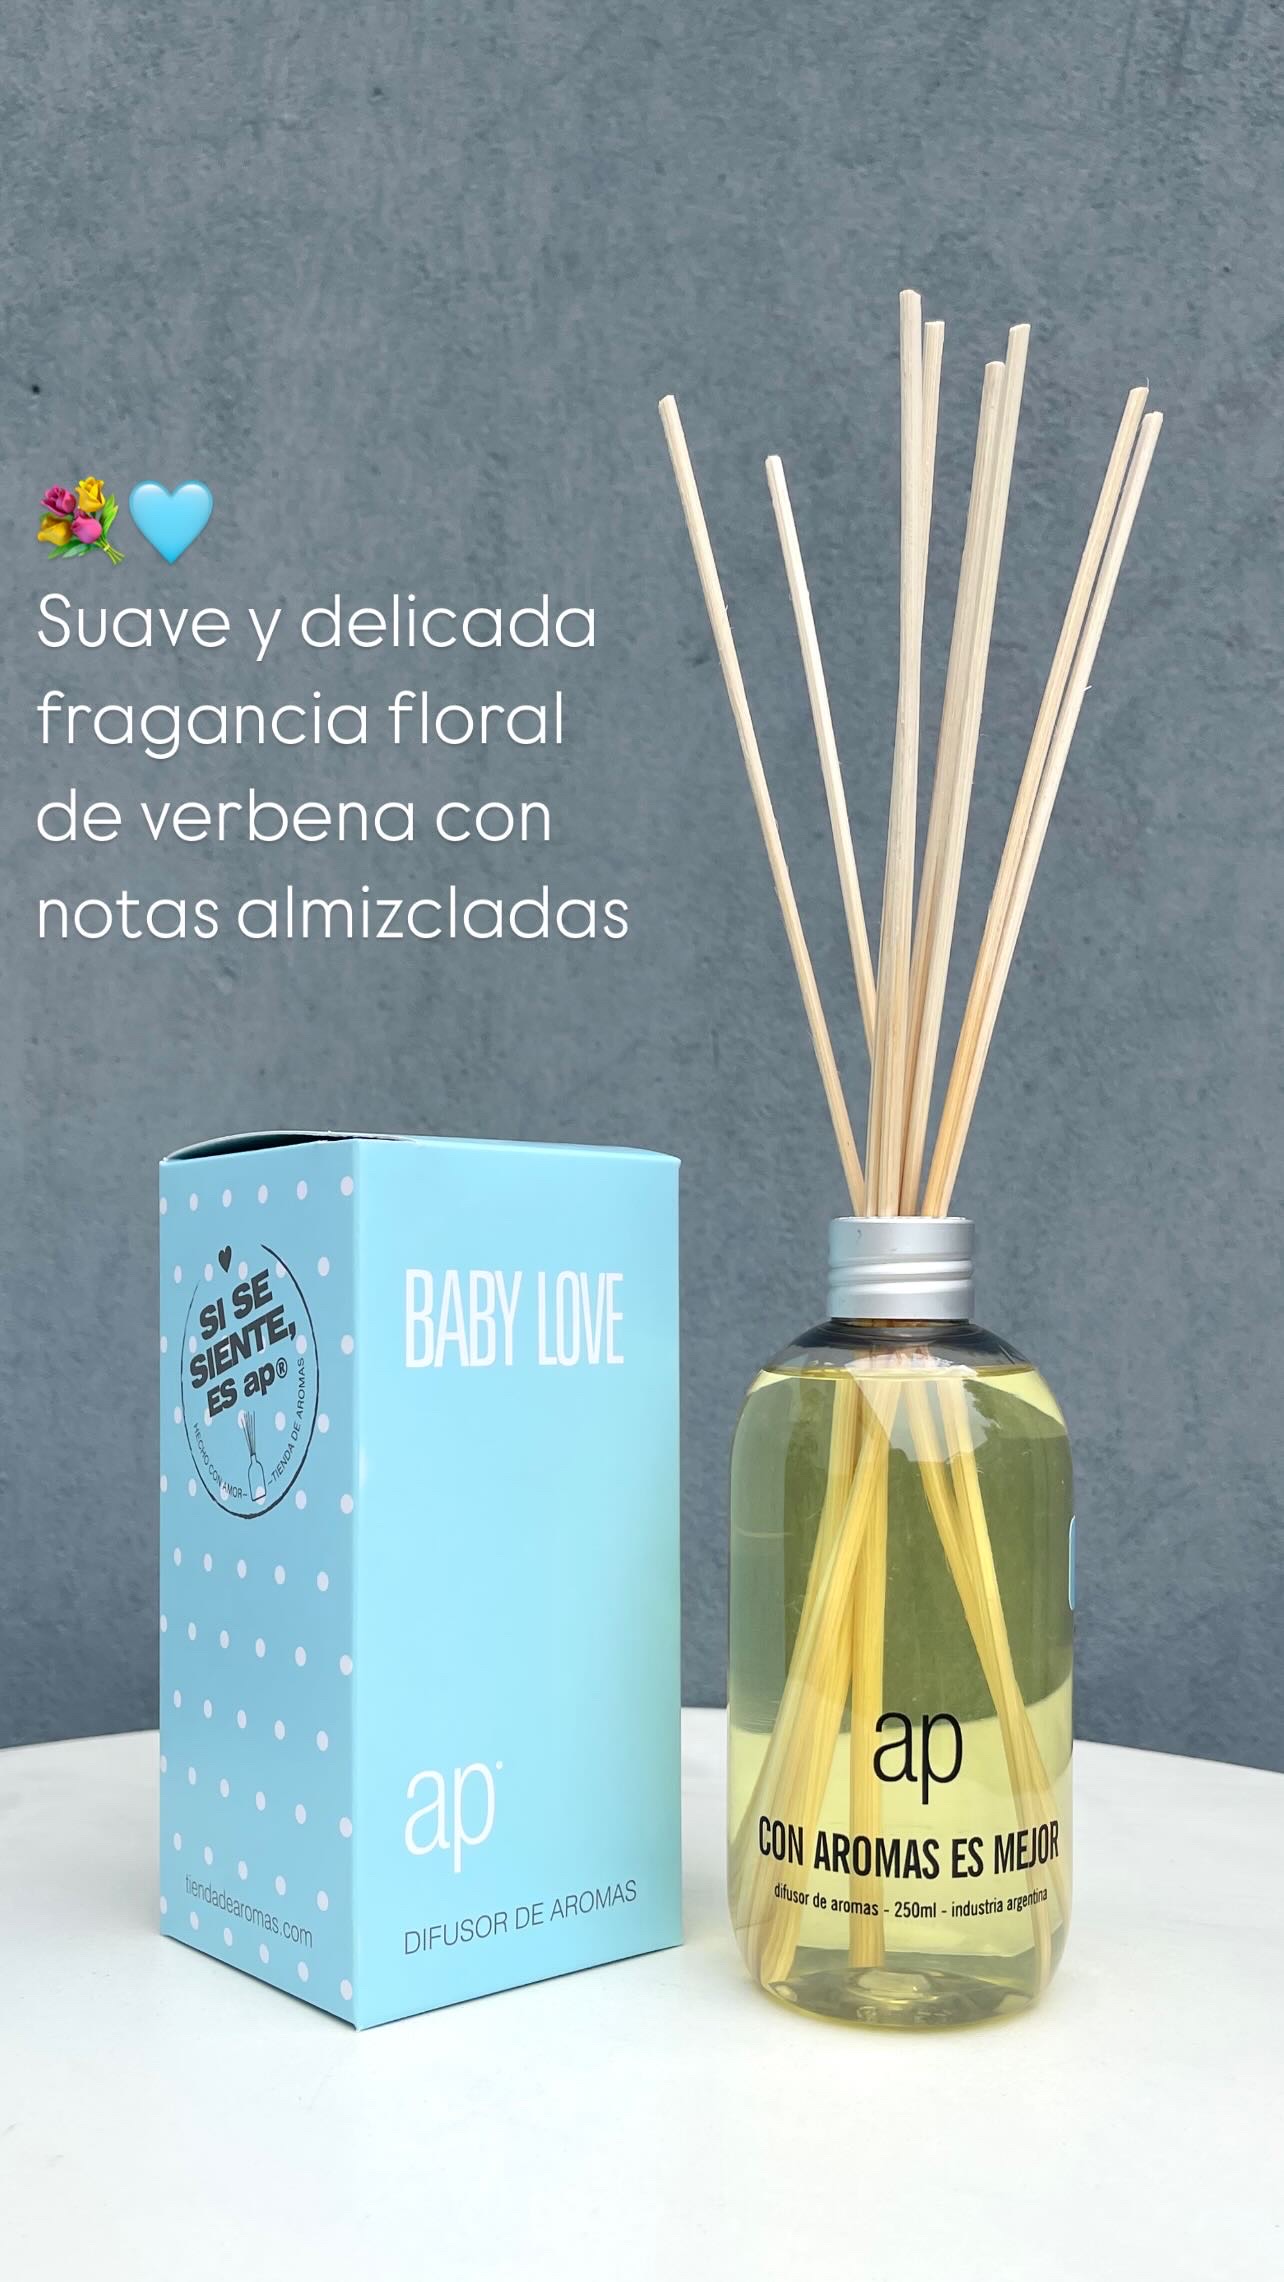 💐🩵
Suave y delicada
fragancia floral
de verbena con
notas almizcladas
SI SE
SIENTE,
ES ap®
HECHO CON AMOR
TIENDA DE AROMAS
tiendadearomas.com
BABY LOVE
ap
DIFUSOR DE AROMAS
ap
CON AROMAS ES MEJOR
difusor de aromas - 250ml - industria argentina